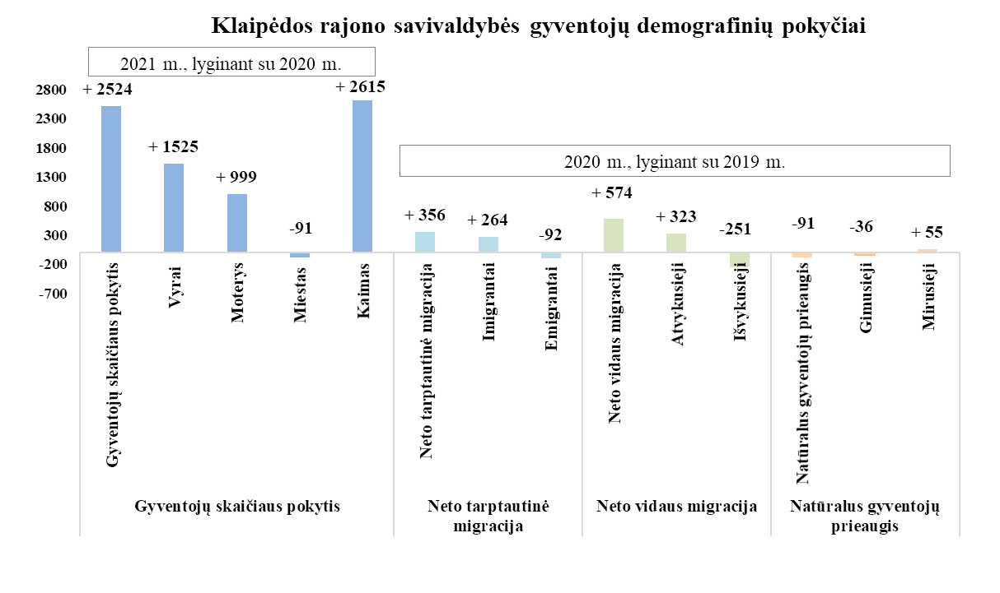 Klaipėdos rajono savivaldybės gyventojų demografinių pokyčiai
2021 m., lyginant su 2020 m.
2020 m., lyginant su 2019 m.
2800
2300
1800
1300
800
300
-200
-700
+ 2524
+ 1525
+ 999
-91
+ 2615
+ 356
+ 264
-92
+ 574
+ 323
-251
-91
-36
+ 55
Gyventojų skaičiaus pokytis
Vyrai
Moterys
Miestas
Kaimas
Neto tarptautinė migracija
Imigrantai
Emigrantai
Neto vidaus migracija
Atvykusieji
Išvykusieji
Natūralus gyventojų prieaugis
Gimusieji
Mirusieji
Gyventojų skaičiaus pokytis
Neto tarptautinė
migracija
Neto vidaus migracija
Natūralus gyventojų
prieaugis